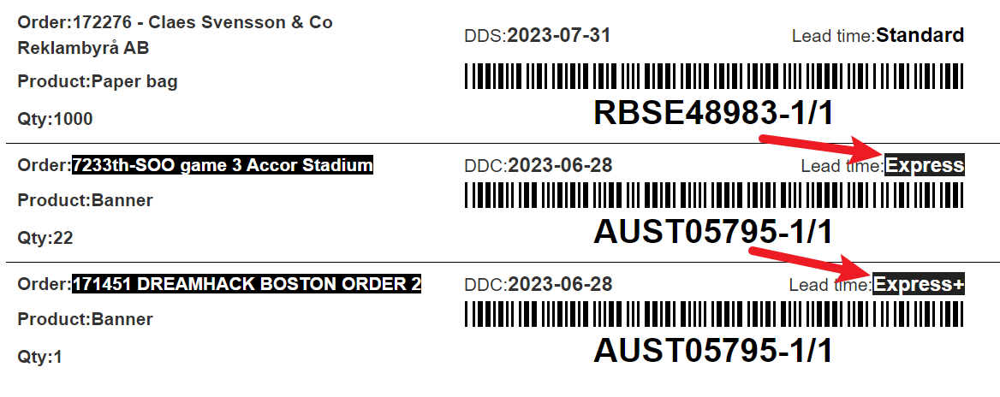 Order:172276 - Claes Svensson & Co
Reklambyrå AB
DDS:2023-07-31
Lead time:Standard
Product:Paper bag
Qty:1000
RBSE48983-1/1
Order:7233th-SOO game 3 Accor Stadium
DDC:2023-06-28
Lead time:Express
Product:Banner
Qty:22
AUST05795-1/1
Order:171451 DREAMHACK BOSTON ORDER 2
DDC:2023-06-28
Lead time:Express+
Product:Banner
Qty:1
AUST05795-1/1